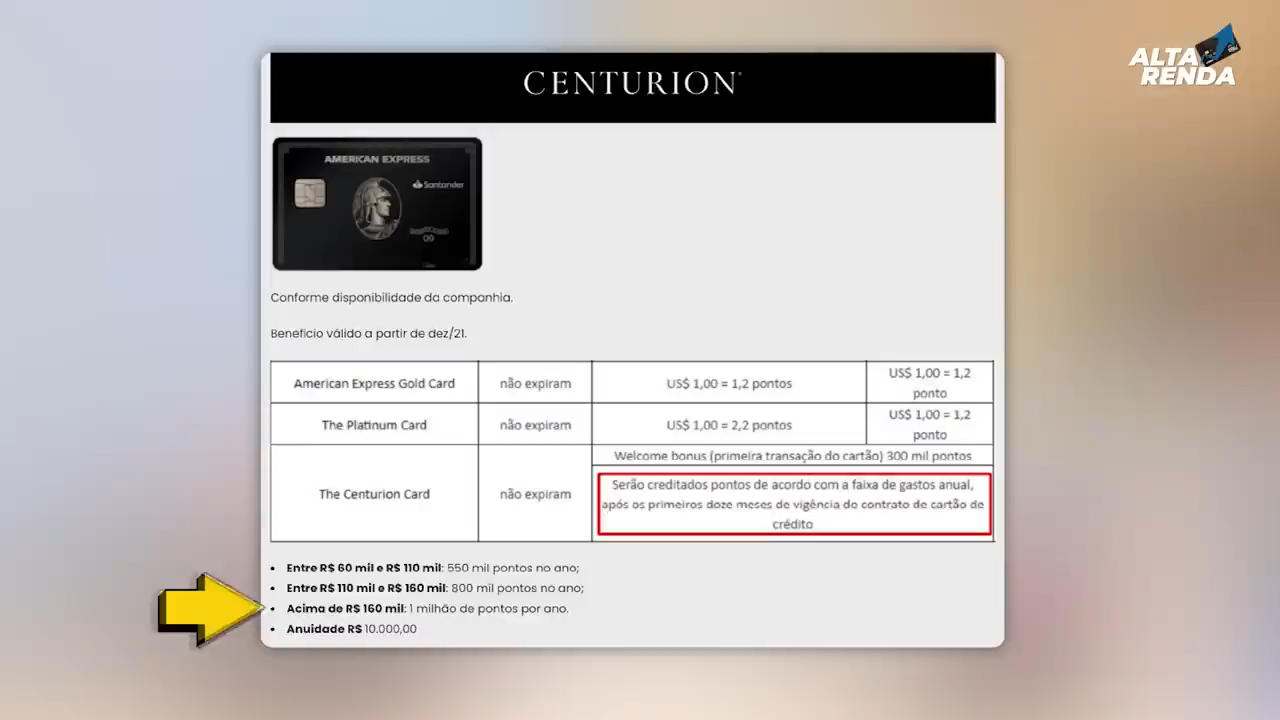 ALTA
RENDA
CENTURION
AMERICAN EXPRESS
Santander
Conforme disponibilidade da companhia.
Beneficio válido a partir de dez/21.
American Express Gold Card não expiram US$ 1,00 = 1,2 pontos US$ 1,00 = 1,2
ponto
The Platinum Card não expiram US$ 1,00 = 2,2 pontos US$ 1,00 = 1,2
ponto
Welcome bonus (primeira transação do cartão) 300 mil pontos
The Centurion Card não expiram Serão creditados pontos de acordo com a faixa de gastos anual,
após os primeiros doze meses de vigência do contrato de cartão de
crédito
• Entre R$ 60 mil e R$ 110 mil: 550 mil pontos no ano;
• Entre R$ 110 mil e R$ 160 mil: 800 mil pontos no ano;
• Acima de R$ 160 mil: 1 milhão de pontos por ano.
• Anuidade R$ 10.000,00